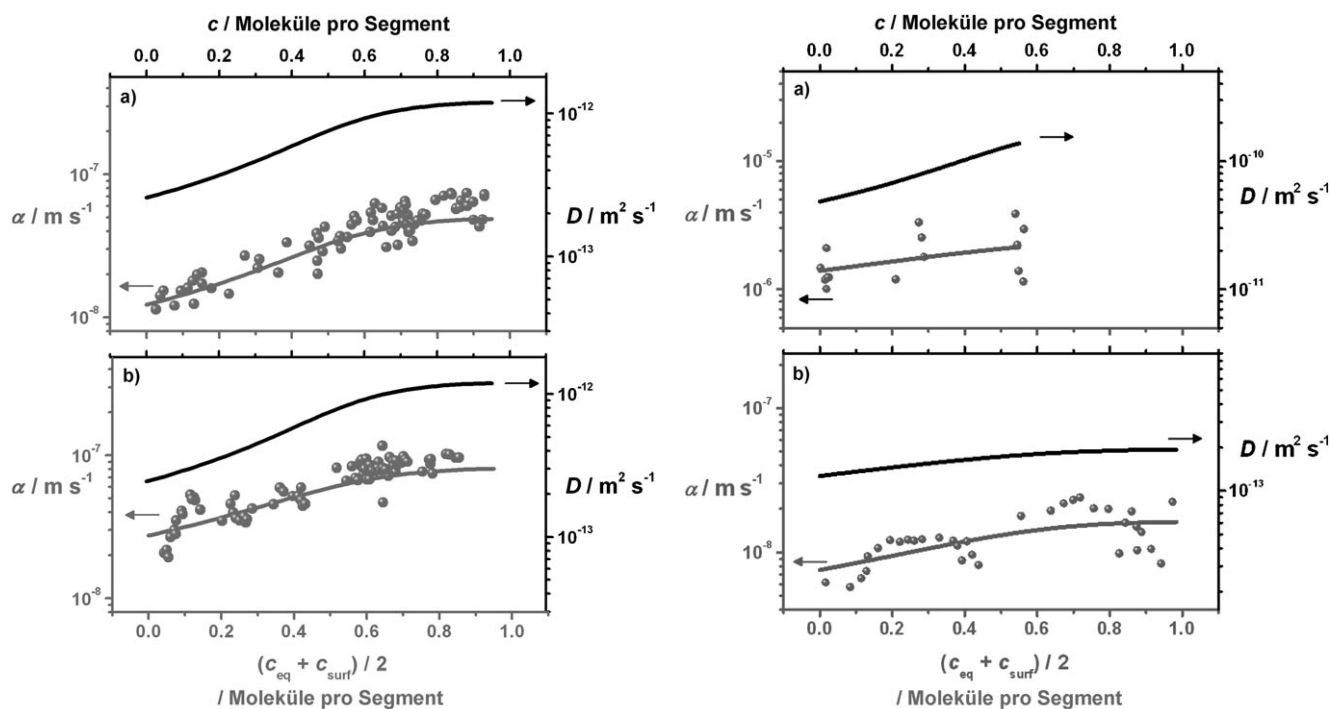 c / Moleküle pro Segment
0.0 0.2 0.4 0.6 0.8 1.0
a)
10⁻⁷
α / m s⁻¹
10⁻⁸
10⁻¹²
D / m² s⁻¹
10⁻¹³
b)
10⁻⁷
α / m s⁻¹
10⁻⁸
10⁻¹²
D / m² s⁻¹
10⁻¹³
0.0 0.2 0.4 0.6 0.8 1.0
(c_eq + c_surf) / 2
/ Moleküle pro Segment
c / Moleküle pro Segment
0.0 0.2 0.4 0.6 0.8 1.0
a)
10⁻⁵
α / m s⁻¹
10⁻⁶
10⁻¹⁰
D / m² s⁻¹
10⁻¹¹
b)
10⁻⁷
α / m s⁻¹
10⁻⁸
D / m² s⁻¹
10⁻¹³
0.0 0.2 0.4 0.6 0.8 1.0
(c_eq + c_surf) / 2
/ Moleküle pro Segment